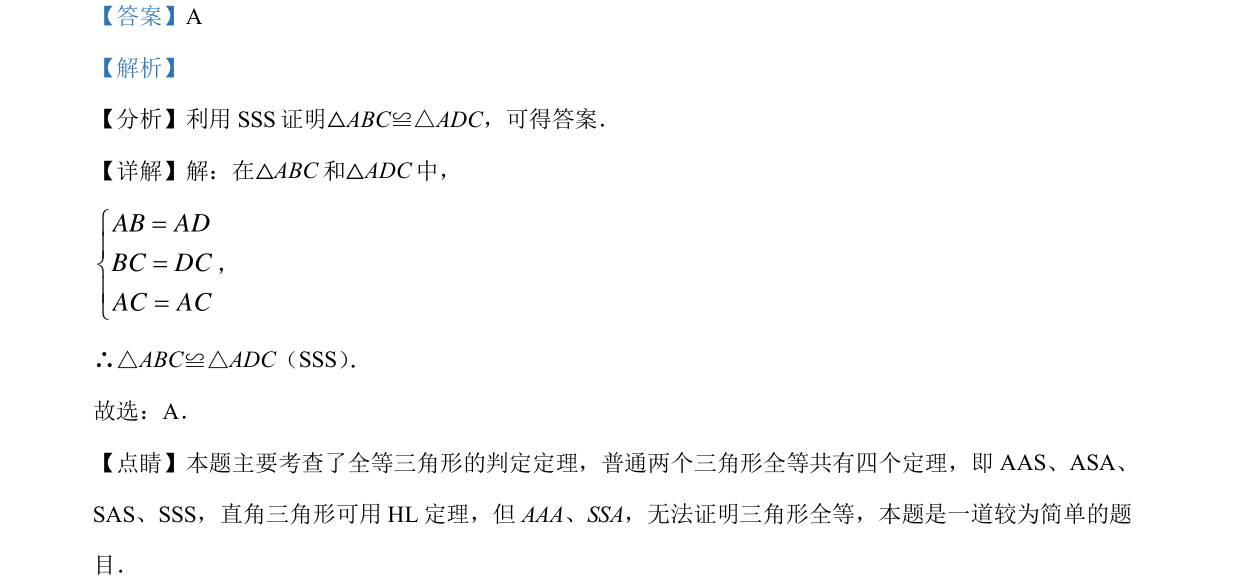 【答案】A
【解析】
【分析】利用 SSS 证明△ABC≌△ADC，可得答案．
【详解】解：在△ABC 和△ADC 中，
AB = AD
BC = DC ，
AC = AC
∴△ABC≌△ADC（SSS）．
故选：A．
【点睛】本题主要考查了全等三角形的判定定理，普通两个三角形全等共有四个定理，即 AAS、ASA、
SAS、SSS，直角三角形可用 HL 定理，但 AAA、SSA，无法证明三角形全等，本题是一道较为简单的题
目．